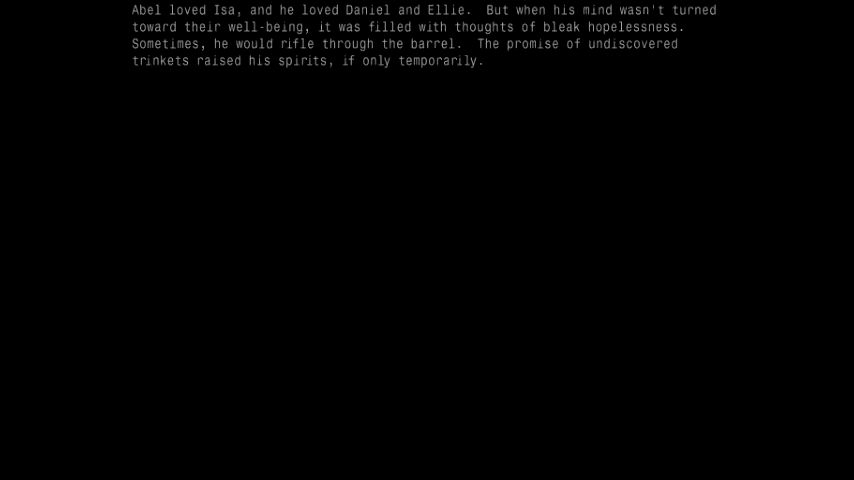 Abel loved Isa, and he loved Daniel and Ellie.  But when his mind wasn't turned
toward their well-being, it was filled with thoughts of bleak hopelessness.
Sometimes, he would rifle through the barrel.  The promise of undiscovered
trinkets raised his spirits, if only temporarily.